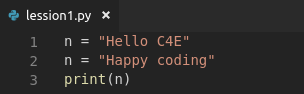 lession1.py ×
1 n = "Hello C4E"
2 n = "Happy coding"
3 print(n)